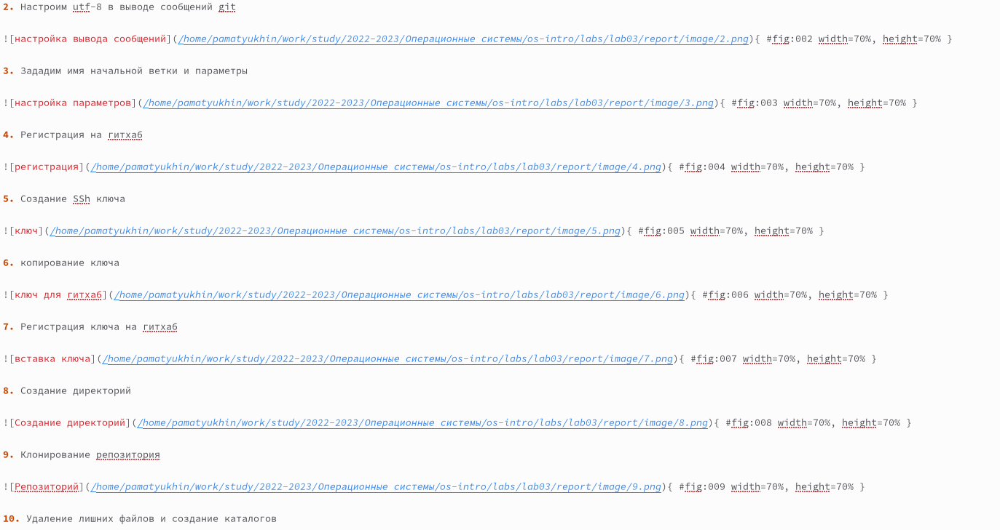 2. Настроим utf-8 в выводе сообщений git
![настройка вывода сообщений](/home/pamatyukhin/work/study/2022-2023/Операционные системы/os-intro/labs/lab03/report/image/2.png){ #fig:002 width=70%, height=70% }
3. Зададим имя начальной ветки и параметры
![настройка параметров](/home/pamatyukhin/work/study/2022-2023/Операционные системы/os-intro/labs/lab03/report/image/3.png){ #fig:003 width=70%, height=70% }
4. Регистрация на гитхаб
![регистрация](/home/pamatyukhin/work/study/2022-2023/Операционные системы/os-intro/labs/lab03/report/image/4.png){ #fig:004 width=70%, height=70% }
5. Создание SSh ключа
![ключ](/home/pamatyukhin/work/study/2022-2023/Операционные системы/os-intro/labs/lab03/report/image/5.png){ #fig:005 width=70%, height=70% }
6. копирование ключа
![ключ для гитхаб](/home/pamatyukhin/work/study/2022-2023/Операционные системы/os-intro/labs/lab03/report/image/6.png){ #fig:006 width=70%, height=70% }
7. Регистрация ключа на гитхаб
![вставка ключа](/home/pamatyukhin/work/study/2022-2023/Операционные системы/os-intro/labs/lab03/report/image/7.png){ #fig:007 width=70%, height=70% }
8. Создание директорий
![Создание директорий](/home/pamatyukhin/work/study/2022-2023/Операционные системы/os-intro/labs/lab03/report/image/8.png){ #fig:008 width=70%, height=70% }
9. Клонирование репозитория
![Репозиторий](/home/pamatyukhin/work/study/2022-2023/Операционные системы/os-intro/labs/lab03/report/image/9.png){ #fig:009 width=70%, height=70% }
10. Удаление лишних файлов и создание каталогов